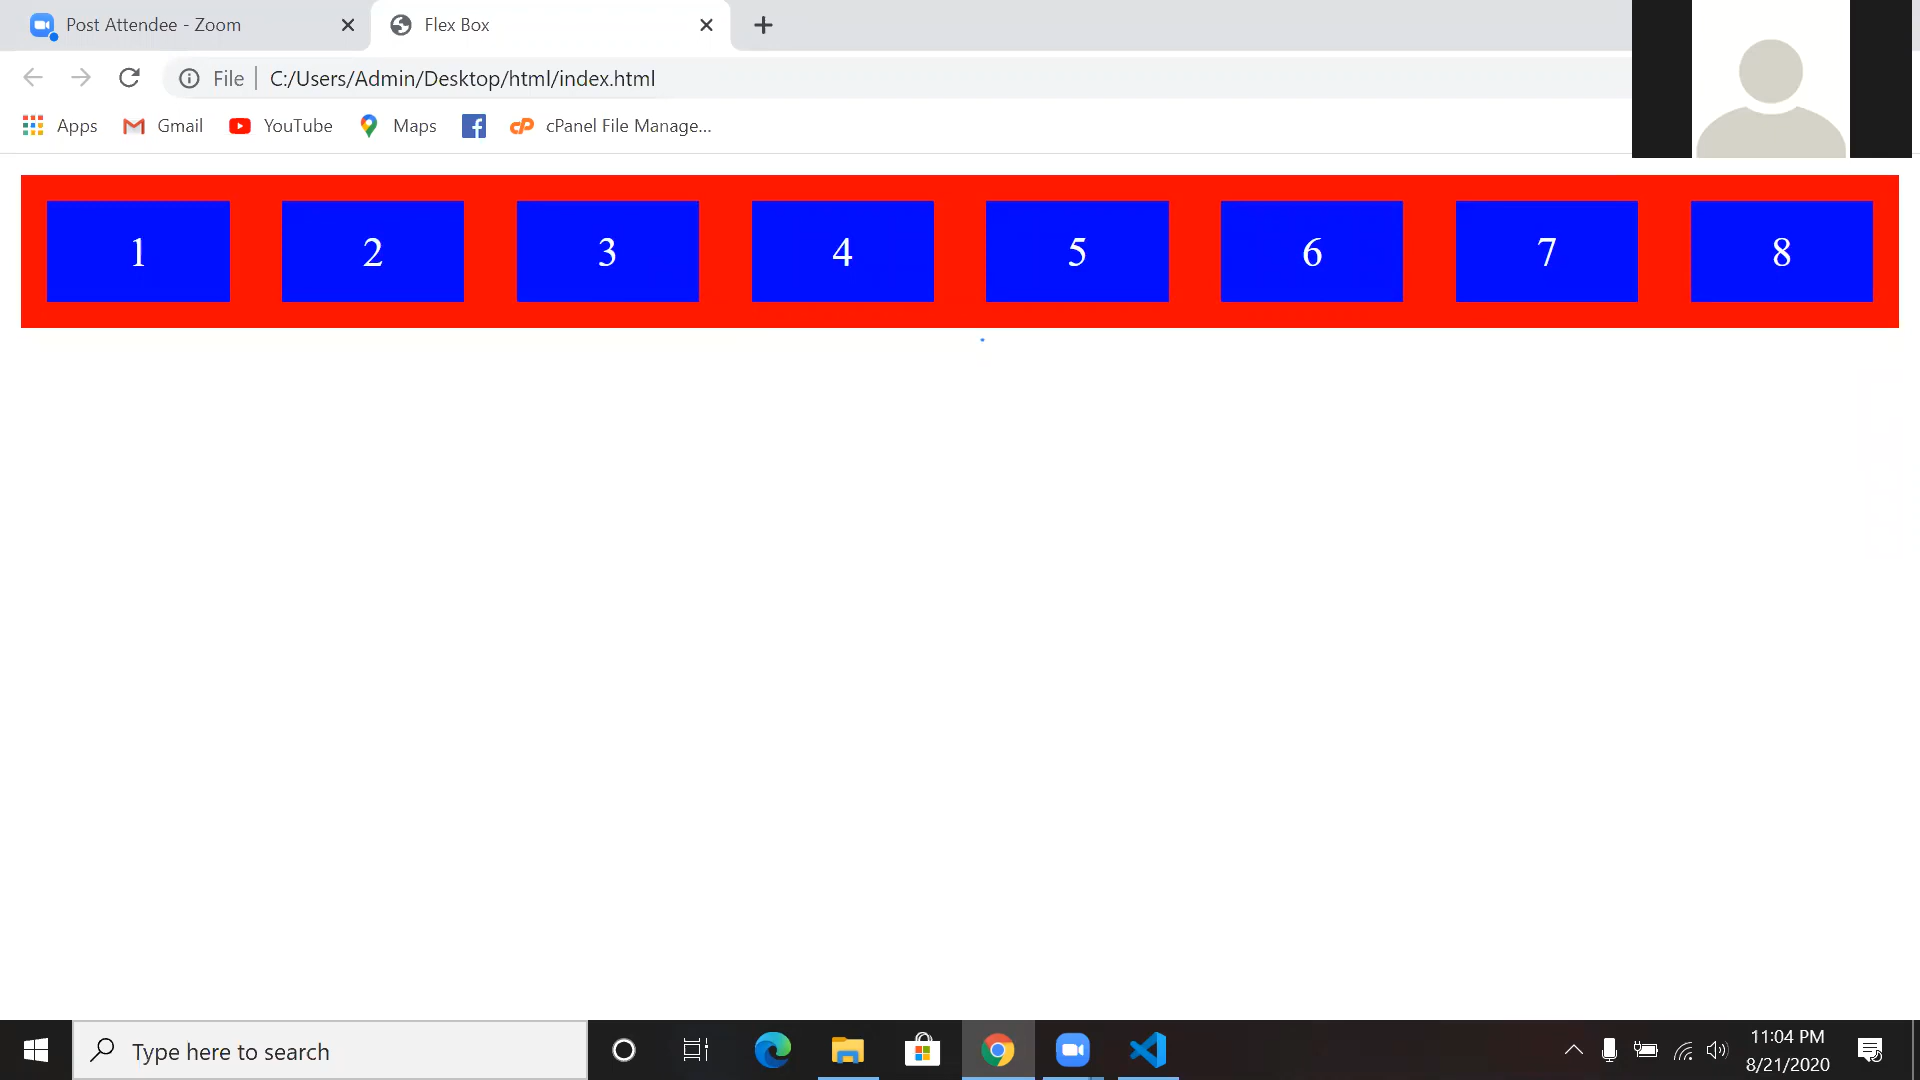 Post Attendee - Zoom
Flex Box
File
C:/Users/Admin/Desktop/html/index.html
Apps
Gmail
YouTube
Maps
cPanel File Manage...
1 2 3 4 5 6 7 8
Type here to search
11:04 PM
8/21/2020